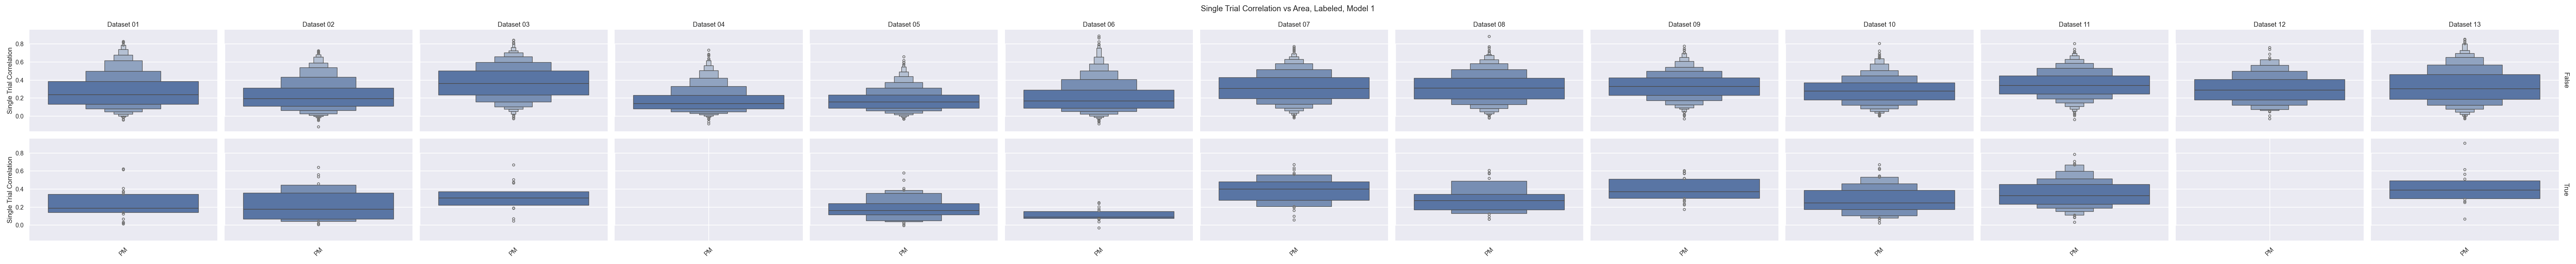 Single Trial Correlation vs Area, Labeled, Model 1
Dataset 01 Dataset 02 Dataset 03 Dataset 04 Dataset 05 Dataset 06 Dataset 07 Dataset 08 Dataset 09 Dataset 10 Dataset 11 Dataset 12 Dataset 13
Single Trial Correlation
0.8
0.6
0.4
0.2
0.0
False
Single Trial Correlation
0.8
0.6
0.4
0.2
0.0
True
PM PM PM PM PM PM PM PM PM PM PM PM PM